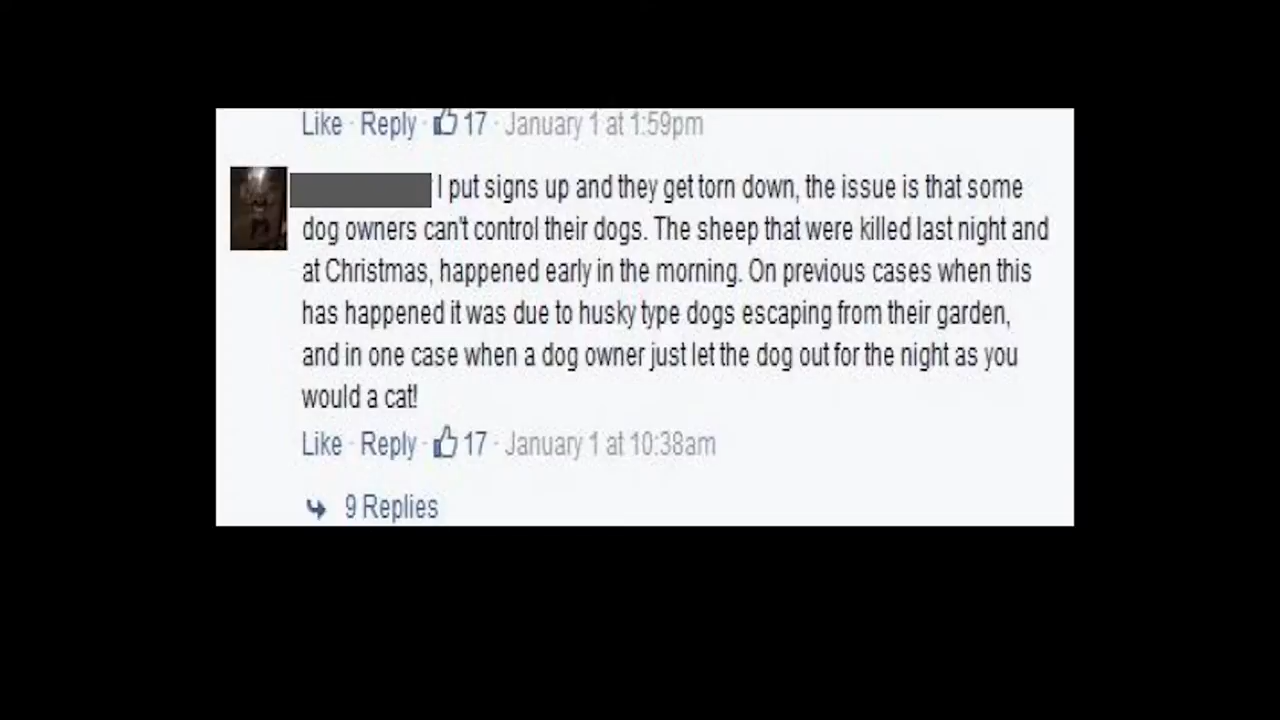 Like · Reply · 17 · January 1 at 1:59pm
I put signs up and they get torn down, the issue is that some
dog owners can't control their dogs. The sheep that were killed last night and
at Christmas, happened early in the morning. On previous cases when this
has happened it was due to husky type dogs escaping from their garden,
and in one case when a dog owner just let the dog out for the night as you
would a cat!
Like · Reply · 17 · January 1 at 10:38am
9 Replies